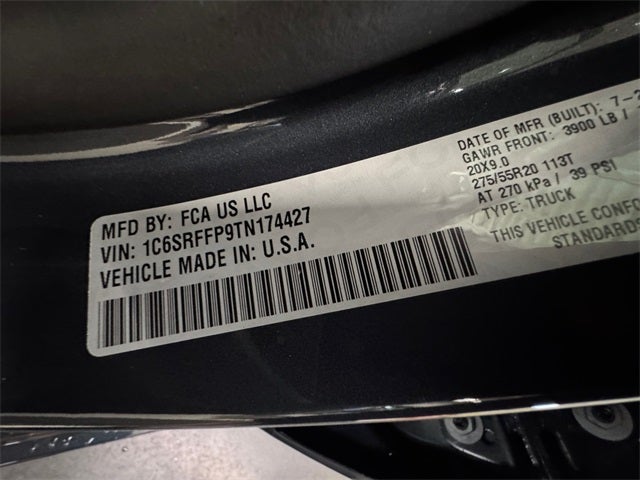 MFD BY: FCA US LLC
VIN: 1C6SRFFP9TN174427
VEHICLE MADE IN: U.S.A.
DATE OF MFR (BUILT): 7-
GAWR FRONT: 3900 LB /
20X9.0
275/55R20 113T
AT 270 kPa / 39 PSI
TYPE: TRUCK
THIS VEHICLE CONFO
STANDARDS